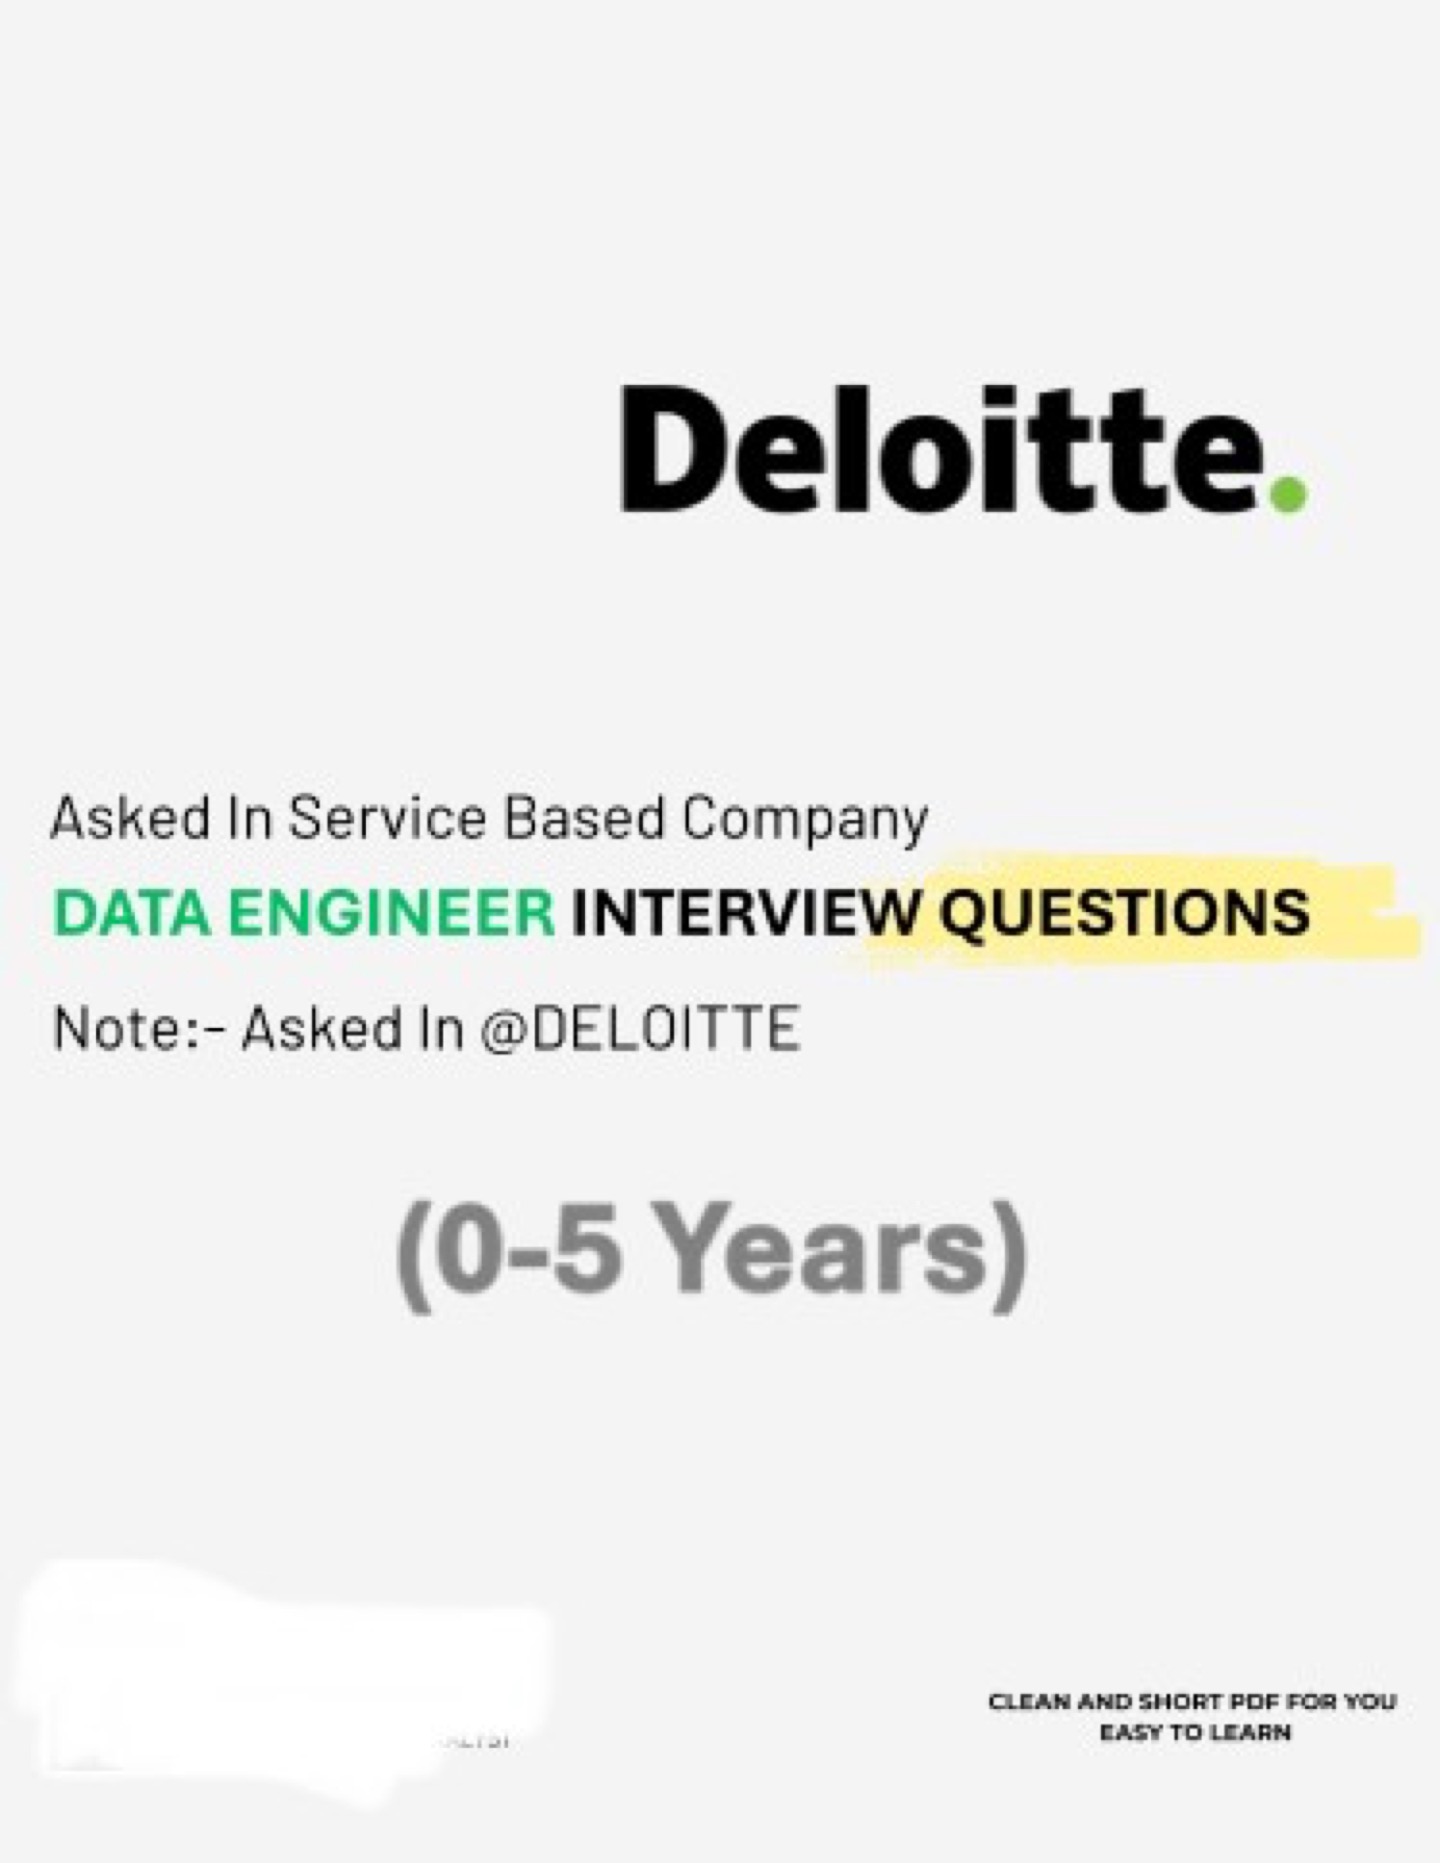 Deloitte.
Asked In Service Based Company
DATA ENGINEER INTERVIEW QUESTIONS
Note:- Asked In @DELOITTE
(0-5 Years)
CLEAN AND SHORT PDF FOR YOU
EASY TO LEARN